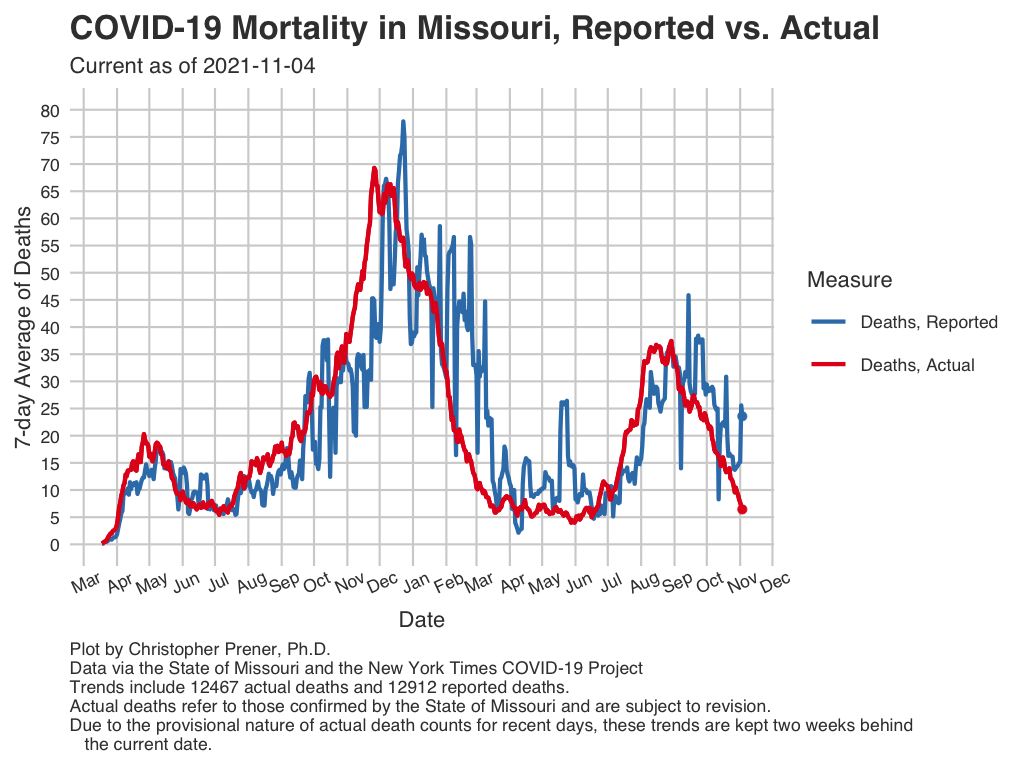 COVID-19 Mortality in Missouri, Reported vs. Actual
Current as of 2021-11-04
7-day Average of Deaths
80
75
70
65
60
55
50
45
40
35
30
25
20
15
10
5
0
Measure
Deaths, Reported
Deaths, Actual
Mar Apr May Jun Jul Aug Sep Oct Nov Dec Jan Feb Mar Apr May Jun Jul Aug Sep Oct Nov Dec
Date
Plot by Christopher Prener, Ph.D.
Data via the State of Missouri and the New York Times COVID-19 Project
Trends include 12467 actual deaths and 12912 reported deaths.
Actual deaths refer to those confirmed by the State of Missouri and are subject to revision.
Due to the provisional nature of actual death counts for recent days, these trends are kept two weeks behind
the current date.